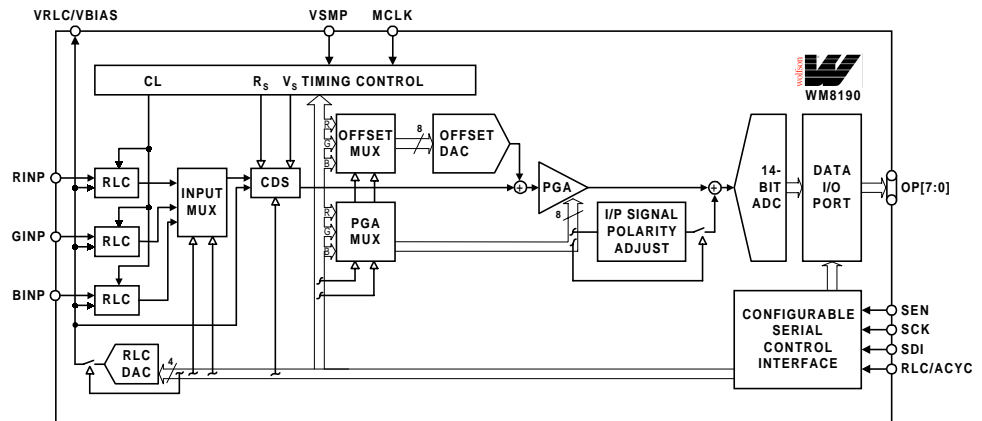 VRLC/VBIAS VSMP MCLK
CL RS VS TIMING CONTROL
wolfson
WM8190
R
G
B
OFFSET
MUX
8
OFFSET
DAC
14-
BIT
ADC
DATA
I/O
PORT
RINP
RLC
INPUT
MUX
CDS
+
PGA
8
+
OP[7:0]
GINP
RLC
R
G
B
PGA
MUX
I/P SIGNAL
POLARITY
ADJUST
BINP
RLC
CONFIGURABLE
SERIAL
CONTROL
INTERFACE
SEN
SCK
SDI
RLC/ACYC
RLC
DAC
4